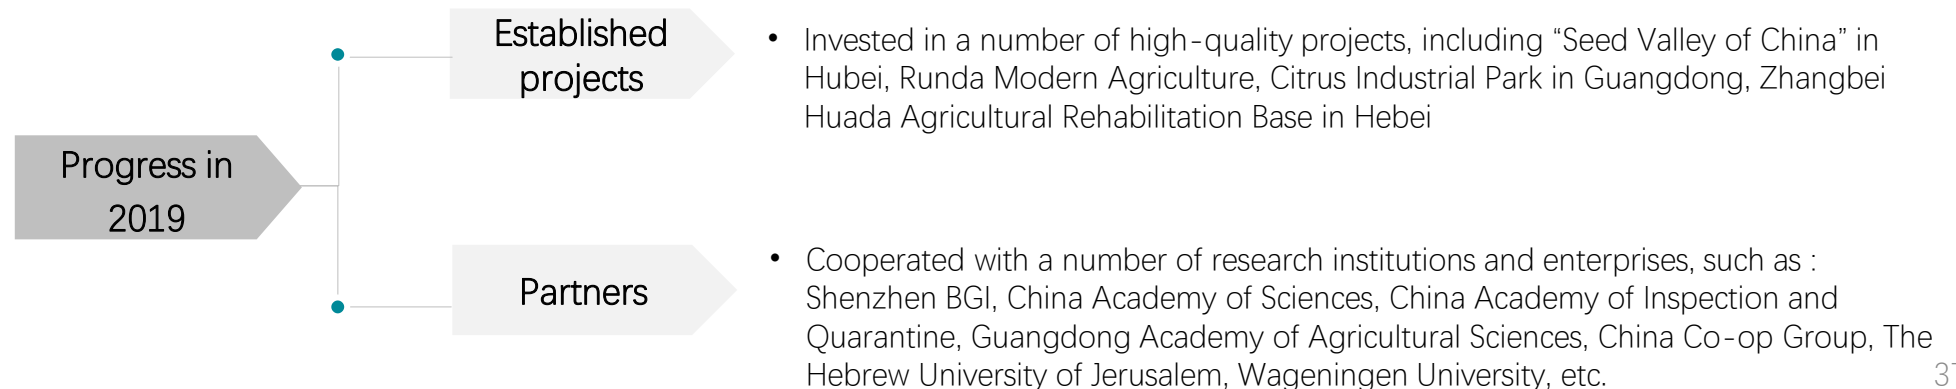 Progress in
2019
Established
projects
• Invested in a number of high-quality projects, including “Seed Valley of China” in
Hubei, Runda Modern Agriculture, Citrus Industrial Park in Guangdong, Zhangbei
Huada Agricultural Rehabilitation Base in Hebei
Partners
• Cooperated with a number of research institutions and enterprises, such as :
Shenzhen BGI, China Academy of Sciences, China Academy of Inspection and
Quarantine, Guangdong Academy of Agricultural Sciences, China Co-op Group, The
Hebrew University of Jerusalem, Wageningen University, etc.